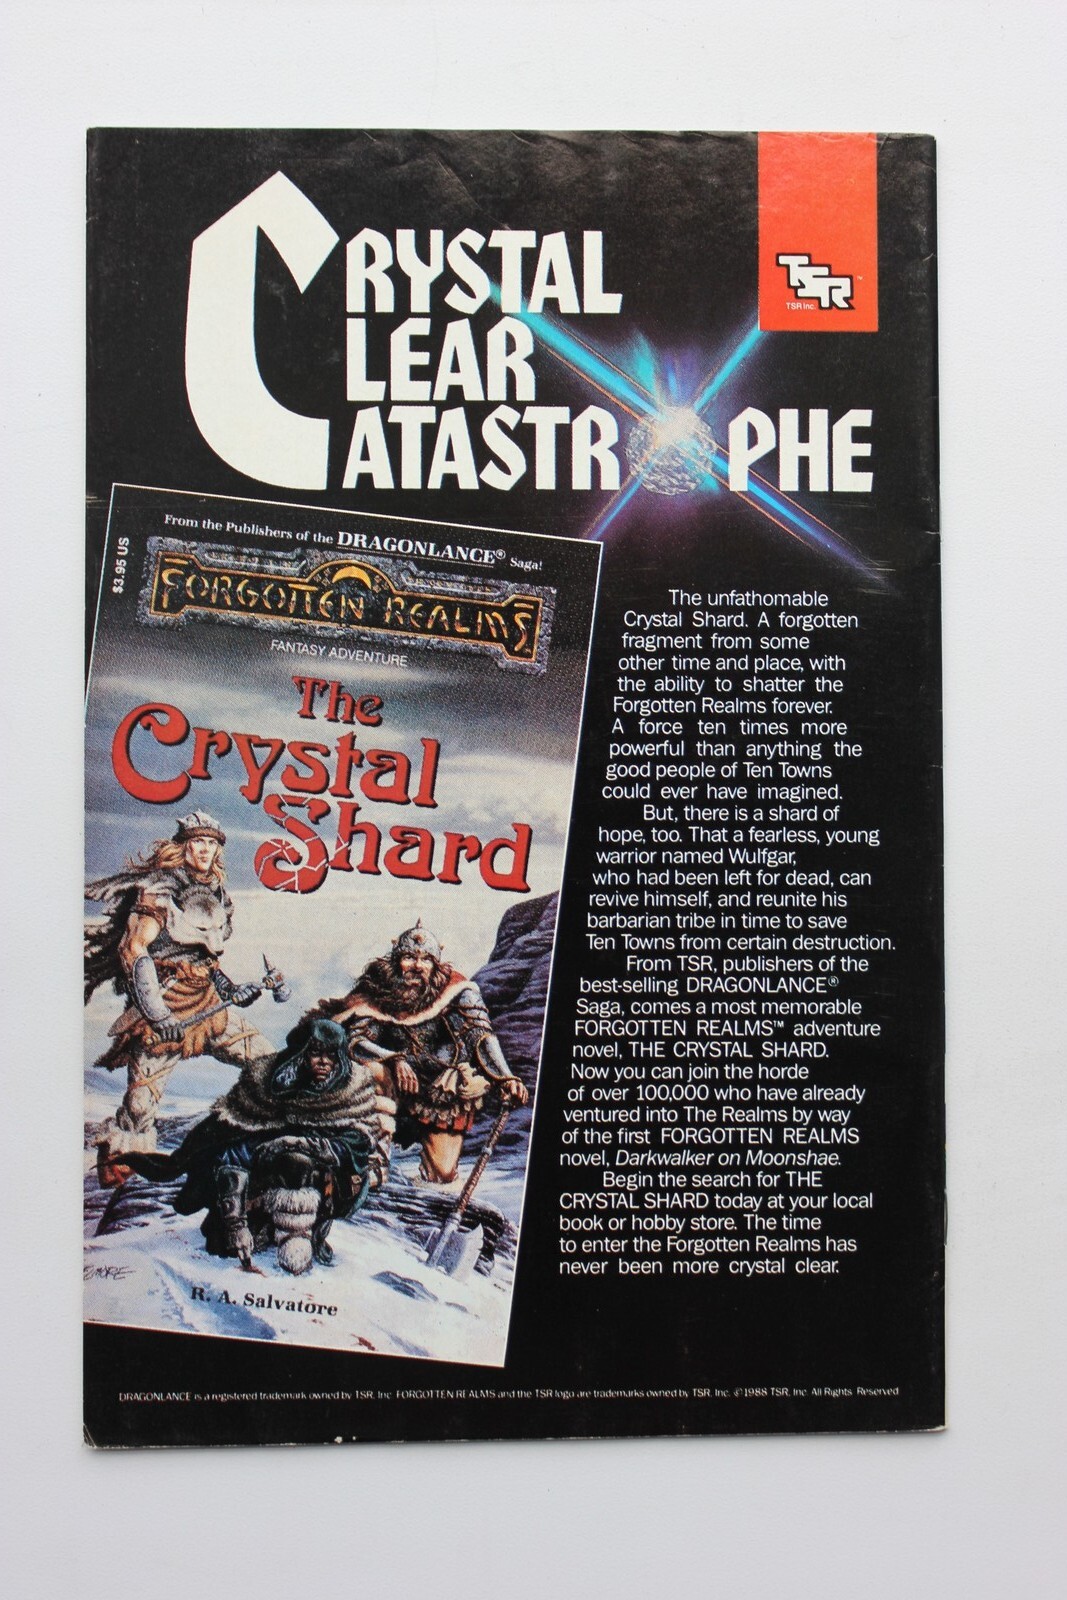 CRYSTAL
CLEAR
CATASTROPHE
TSR™
TSR Inc.
From the Publishers of the DRAGONLANCE® Saga!
$3.95 US
FORGOTTEN REALMS
FANTASY ADVENTURE
The
Crystal
Shard
R. A. Salvatore
The unfathomable
Crystal Shard. A forgotten
fragment from some
other time and place, with
the ability to shatter the
Forgotten Realms forever.
A force ten times more
powerful than anything the
good people of Ten Towns
could ever have imagined.
But, there is a shard of
hope, too. That a fearless, young
warrior named Wulfgar,
who had been left for dead, can
revive himself, and reunite his
barbarian tribe in time to save
Ten Towns from certain destruction.
From TSR, publishers of the
best-selling DRAGONLANCE®
Saga, comes a most memorable
FORGOTTEN REALMS™ adventure
novel, THE CRYSTAL SHARD.
Now you can join the horde
of over 100,000 who have already
ventured into The Realms by way
of the first FORGOTTEN REALMS
novel, Darkwalker on Moonshae.
Begin the search for THE
CRYSTAL SHARD today at your local
book or hobby store. The time
to enter the Forgotten Realms has
never been more crystal clear.
DRAGONLANCE is a registered trademark owned by TSR, Inc. FORGOTTEN REALMS and the TSR logo are trademarks owned by TSR, Inc. ©1988 TSR, Inc. All Rights Reserved